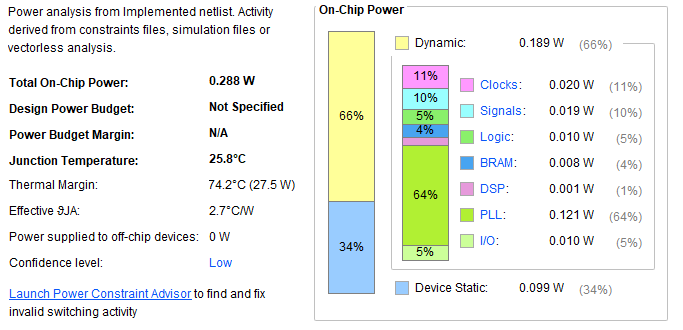 Power analysis from Implemented netlist. Activity
derived from constraints files, simulation files or
vectorless analysis.
Total On-Chip Power: 0.288 W
Design Power Budget: Not Specified
Power Budget Margin: N/A
Junction Temperature: 25.8°C
Thermal Margin: 74.2°C (27.5 W)
Effective ϑJA: 2.7°C/W
Power supplied to off-chip devices: 0 W
Confidence level: Low
Launch Power Constraint Advisor to find and fix
invalid switching activity
On-Chip Power
66%
34%
Dynamic: 0.189 W (66%)
11%
10%
5%
4%
64%
5%
Clocks: 0.020 W (11%)
Signals: 0.019 W (10%)
Logic: 0.010 W (5%)
BRAM: 0.008 W (4%)
DSP: 0.001 W (1%)
PLL: 0.121 W (64%)
I/O: 0.010 W (5%)
Device Static: 0.099 W (34%)